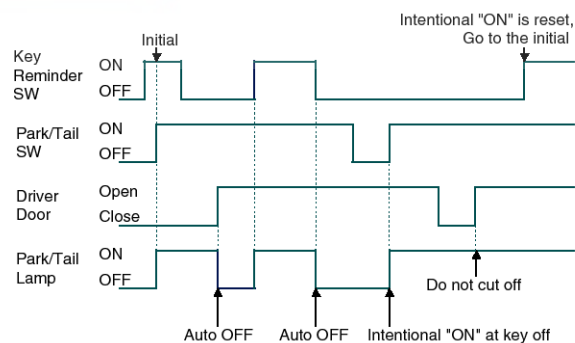 Intentional "ON" is reset,
Go to the initial
Initial
Key
Reminder
SW
ON
OFF
Park/Tail
SW
ON
OFF
Driver
Door
Open
Close
Park/Tail
Lamp
ON
OFF
Do not cut off
Auto OFF
Auto OFF
Intentional "ON" at key off